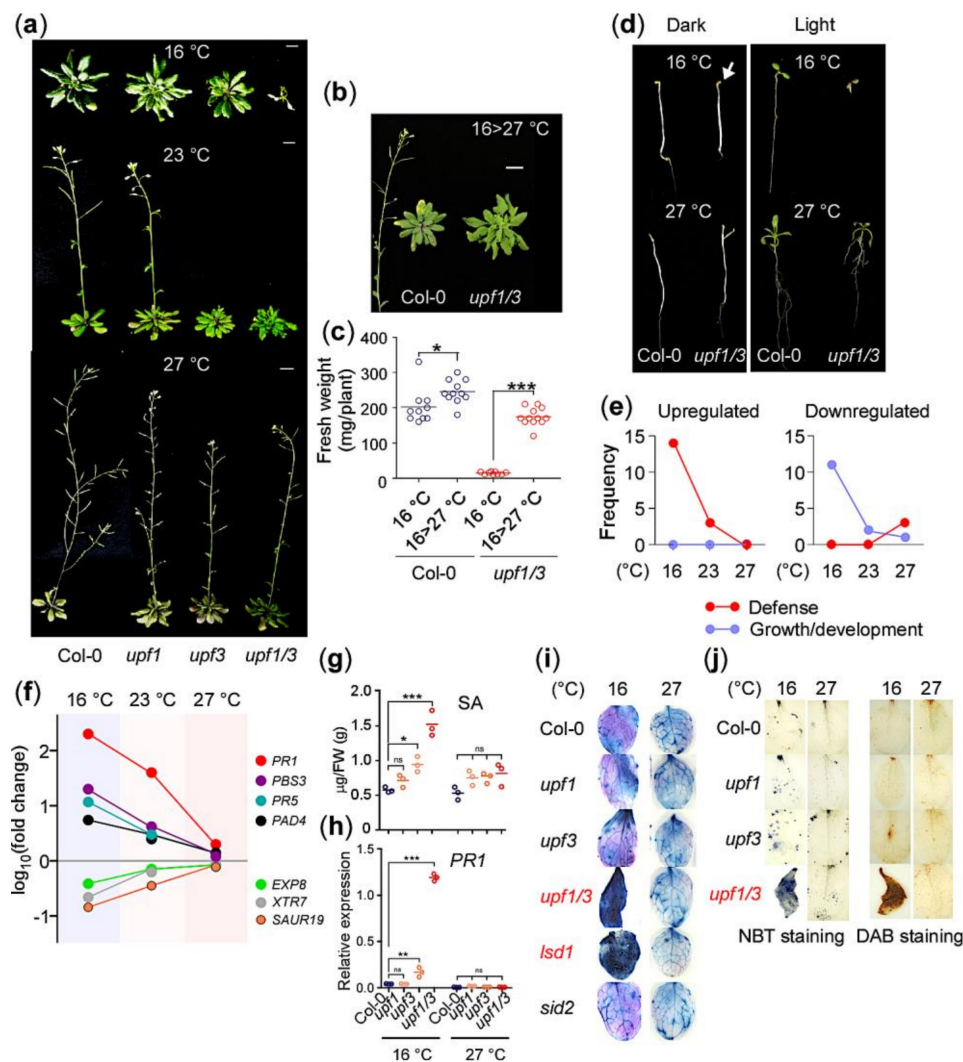 (a)
16 °C
23 °C
27 °C
Col-0 upf1 upf3 upf1/3
(b)
16>27 °C
Col-0 upf1/3
(c)
Fresh weight
(mg/plant)
400
300
200
100
0
*
***
16 °C
16>27 °C
16 °C
16>27 °C
Col-0 upf1/3
(d)
Dark Light
16 °C 16 °C
27 °C 27 °C
Col-0 upf1/3 Col-0 upf1/3
(e)
Upregulated Downregulated
Frequency
15 15
10 10
5 5
0 0
(°C) 16 23 27 (°C) 16 23 27
Defense
Growth/development
(f)
16 °C 23 °C 27 °C
log10(fold change)
2
1
0
-1
PR1
PBS3
PR5
PAD4
EXP8
XTR7
SAUR19
(g)
SA
µg/FW (g)
2.0
1.5
1.0
0.5
0.0
***
*
ns
ns
(h)
PR1
Relative expression
1.5
1.0
0.5
0.0
***
**
ns
ns
Col-0
upf1
upf3
upf1/3
Col-0
upf1
upf3
upf1/3
16 °C 27 °C
(i)
(°C) 16 27
Col-0
upf1
upf3
upf1/3
lsd1
sid2
(j)
(°C) 16 27 16 27
Col-0
upf1
upf3
upf1/3
NBT staining DAB staining